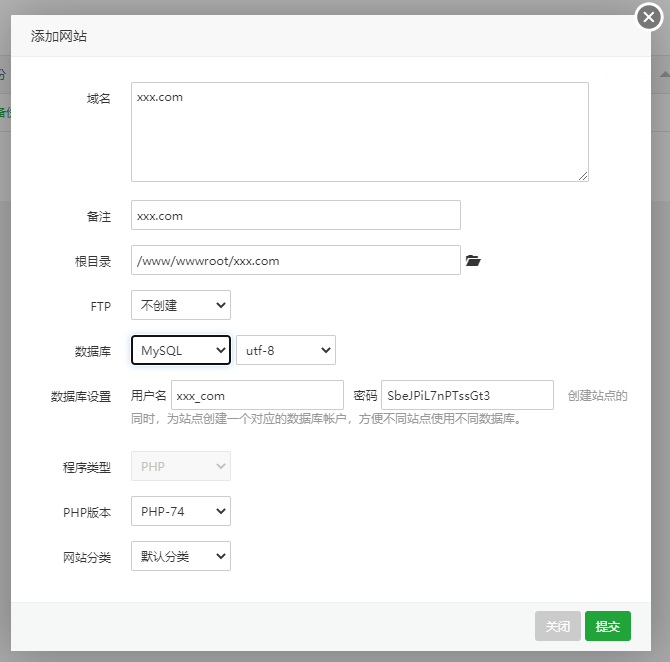 添加网站
域名 xxx.com
备注 xxx.com
根目录 /www/wwwroot/xxx.com
FTP 不创建
数据库 MySQL utf-8
数据库设置 用户名 xxx_com 密码 SbeJPiL7nPTssGt3 创建站点的
同时，为站点创建一个对应的数据库帐户，方便不同站点使用不同数据库。
程序类型 PHP
PHP版本 PHP-74
网站分类 默认分类
关闭 提交